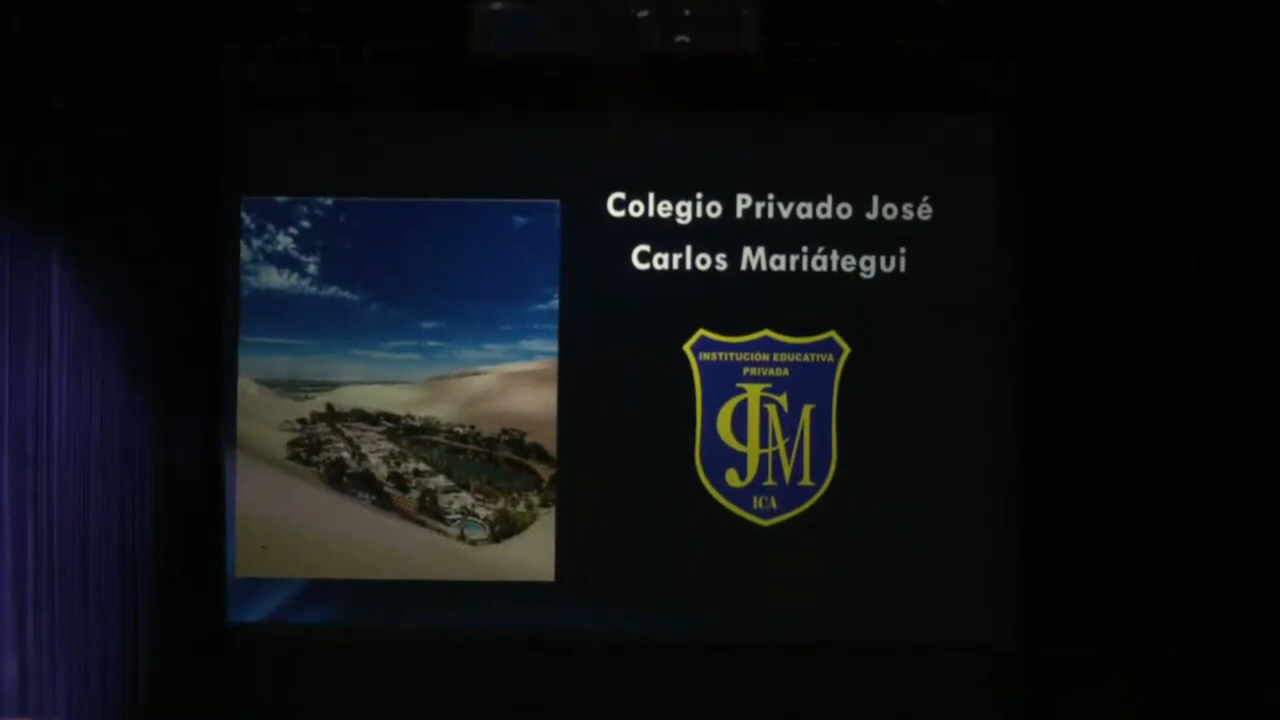 Colegio Privado José
Carlos Mariátegui
INSTITUCIÓN EDUCATIVA
PRIVADA
JCM
ICA